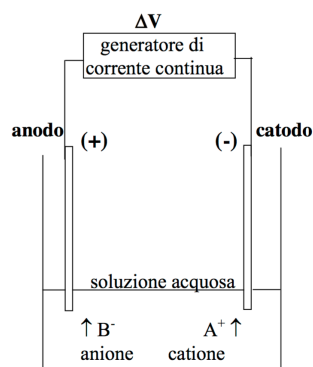 ΔV
generatore di
corrente continua
anodo
(+)
(-)
catodo
soluzione acquosa
↑ B⁻
A⁺ ↑
anione
catione